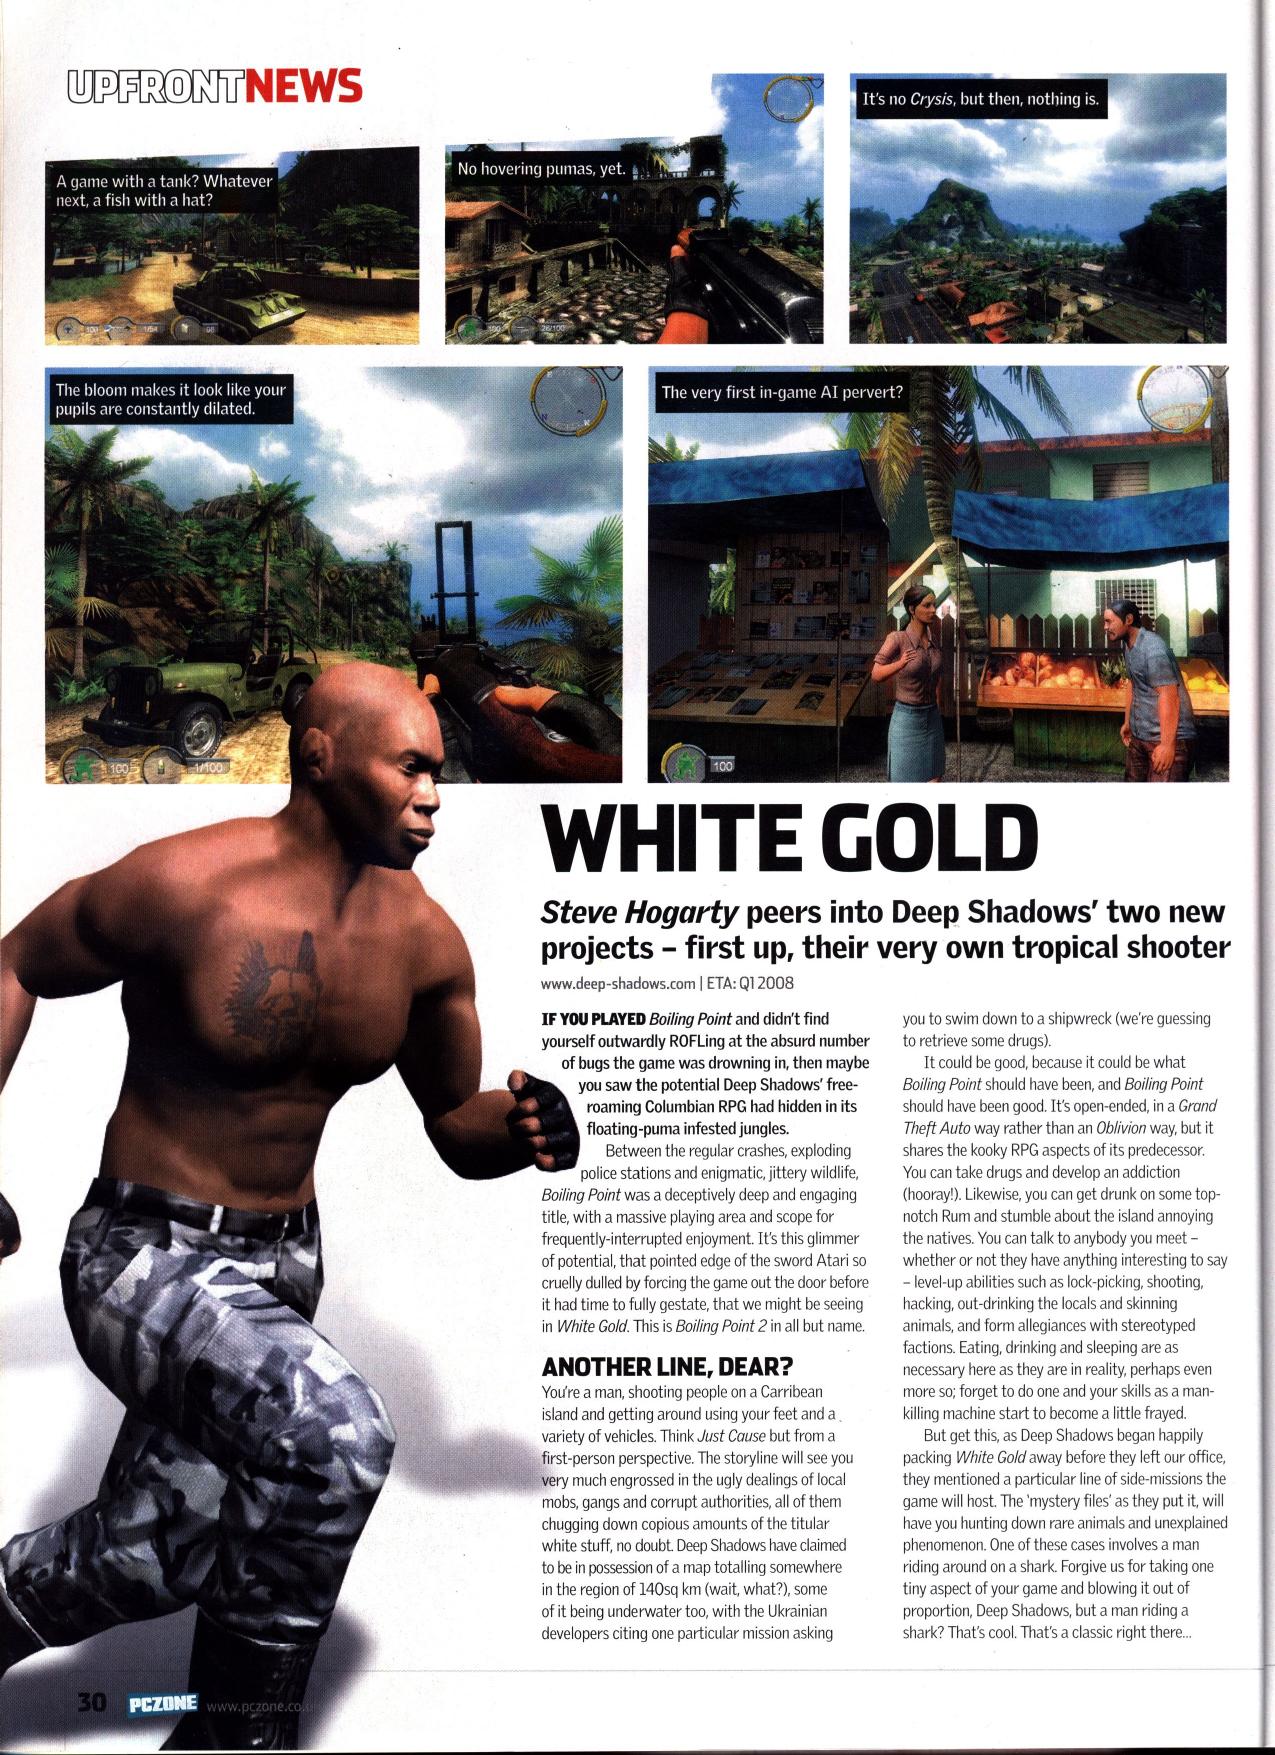 UPFRONTNEWS
A game with a tank? Whatever
next, a fish with a hat?
No hovering pumas, yet.
It's no Crysis, but then, nothing is.
100
1/54
98
100
26/100
The bloom makes it look like your
pupils are constantly dilated.
The very first in-game AI pervert?
100
1/100
100
WHITE GOLD
Steve Hogarty peers into Deep Shadows' two new
projects – first up, their very own tropical shooter
www.deep-shadows.com | ETA: Q1 2008
IF YOU PLAYED Boiling Point and didn't find
yourself outwardly ROFLing at the absurd number
of bugs the game was drowning in, then maybe
you saw the potential Deep Shadows' free-
roaming Columbian RPG had hidden in its
floating-puma infested jungles.
Between the regular crashes, exploding
police stations and enigmatic, jittery wildlife,
Boiling Point was a deceptively deep and engaging
title, with a massive playing area and scope for
frequently-interrupted enjoyment. It's this glimmer
of potential, that pointed edge of the sword Atari so
cruelly dulled by forcing the game out the door before
it had time to fully gestate, that we might be seeing
in White Gold. This is Boiling Point 2 in all but name.
ANOTHER LINE, DEAR?
You're a man, shooting people on a Carribean
island and getting around using your feet and a
variety of vehicles. Think Just Cause but from a
first-person perspective. The storyline will see you
very much engrossed in the ugly dealings of local
mobs, gangs and corrupt authorities, all of them
chugging down copious amounts of the titular
white stuff, no doubt. Deep Shadows have claimed
to be in possession of a map totalling somewhere
in the region of 140sq km (wait, what?), some
of it being underwater too, with the Ukrainian
developers citing one particular mission asking
you to swim down to a shipwreck (we're guessing
to retrieve some drugs).
It could be good, because it could be what
Boiling Point should have been, and Boiling Point
should have been good. It's open-ended, in a Grand
Theft Auto way rather than an Oblivion way, but it
shares the kooky RPG aspects of its predecessor.
You can take drugs and develop an addiction
(hooray!). Likewise, you can get drunk on some top-
notch Rum and stumble about the island annoying
the natives. You can talk to anybody you meet –
whether or not they have anything interesting to say
– level-up abilities such as lock-picking, shooting,
hacking, out-drinking the locals and skinning
animals, and form allegiances with stereotyped
factions. Eating, drinking and sleeping are as
necessary here as they are in reality, perhaps even
more so; forget to do one and your skills as a man-
killing machine start to become a little frayed.
But get this, as Deep Shadows began happily
packing White Gold away before they left our office,
they mentioned a particular line of side-missions the
game will host. The 'mystery files' as they put it, will
have you hunting down rare animals and unexplained
phenomenon. One of these cases involves a man
riding around on a shark. Forgive us for taking one
tiny aspect of your game and blowing it out of
proportion, Deep Shadows, but a man riding a
shark? That's cool. That's a classic right there...
30 PCZONE www.pczone.co.u